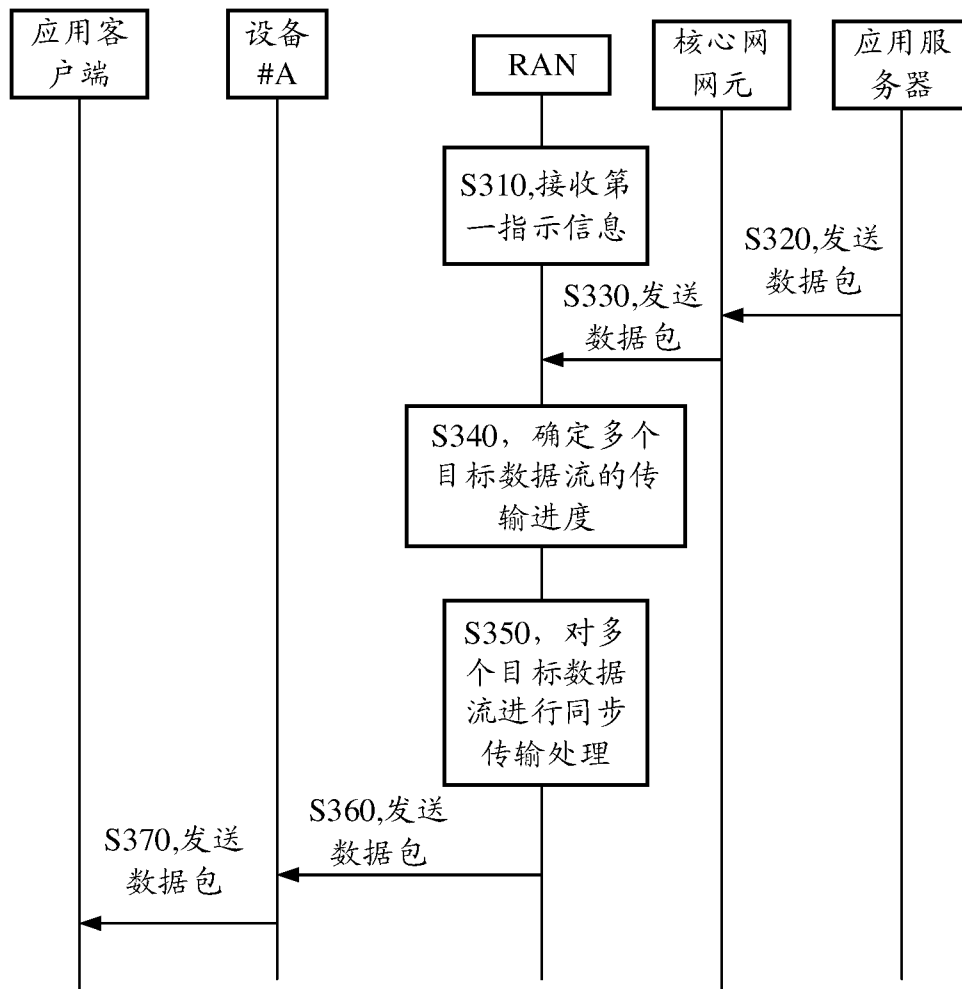 应用客
户端
设备
#A
RAN
核心网
网元
应用服
务器
S310,接收第
一指示信息
S320,发送
数据包
S330,发送
数据包
S340，确定多个
目标数据流的传
输进度
S350，对多
个目标数据
流进行同步
传输处理
S360,发送
数据包
S370,发送
数据包